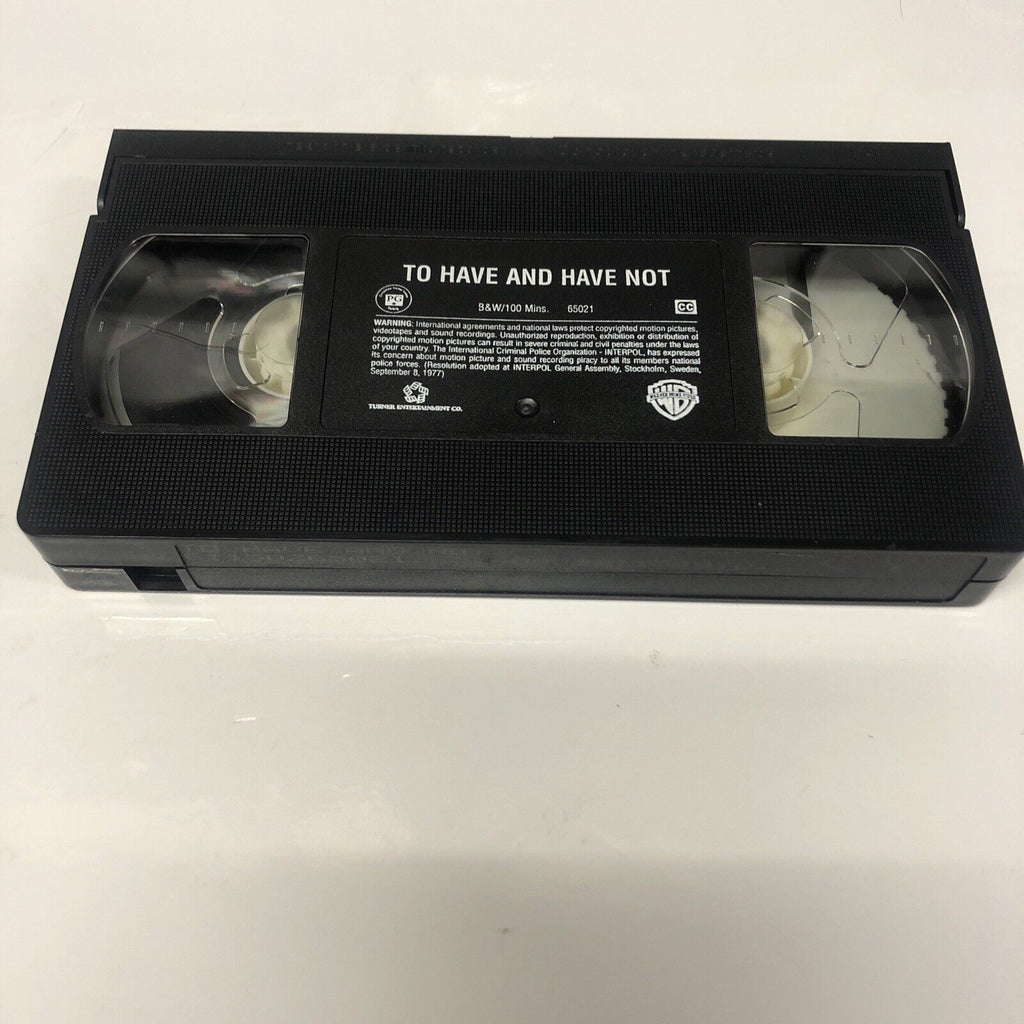 TO HAVE AND HAVE NOT
PG
B&W/100 Mins. 65021
CC
WARNING: International agreements and national laws protect copyrighted motion pictures,
videotapes and sound recordings. Unauthorized reproduction, exhibition or distribution of
copyrighted motion pictures can result in severe criminal and civil penalties under the laws
of your country. The International Criminal Police Organization - INTERPOL, has expressed
its concern about motion picture and sound recording piracy to all its members national
police forces. (Resolution adopted at INTERPOL General Assembly, Stockholm, Sweden,
September 8, 1977)
TURNER ENTERTAINMENT CO.
WARNER HOME VIDEO